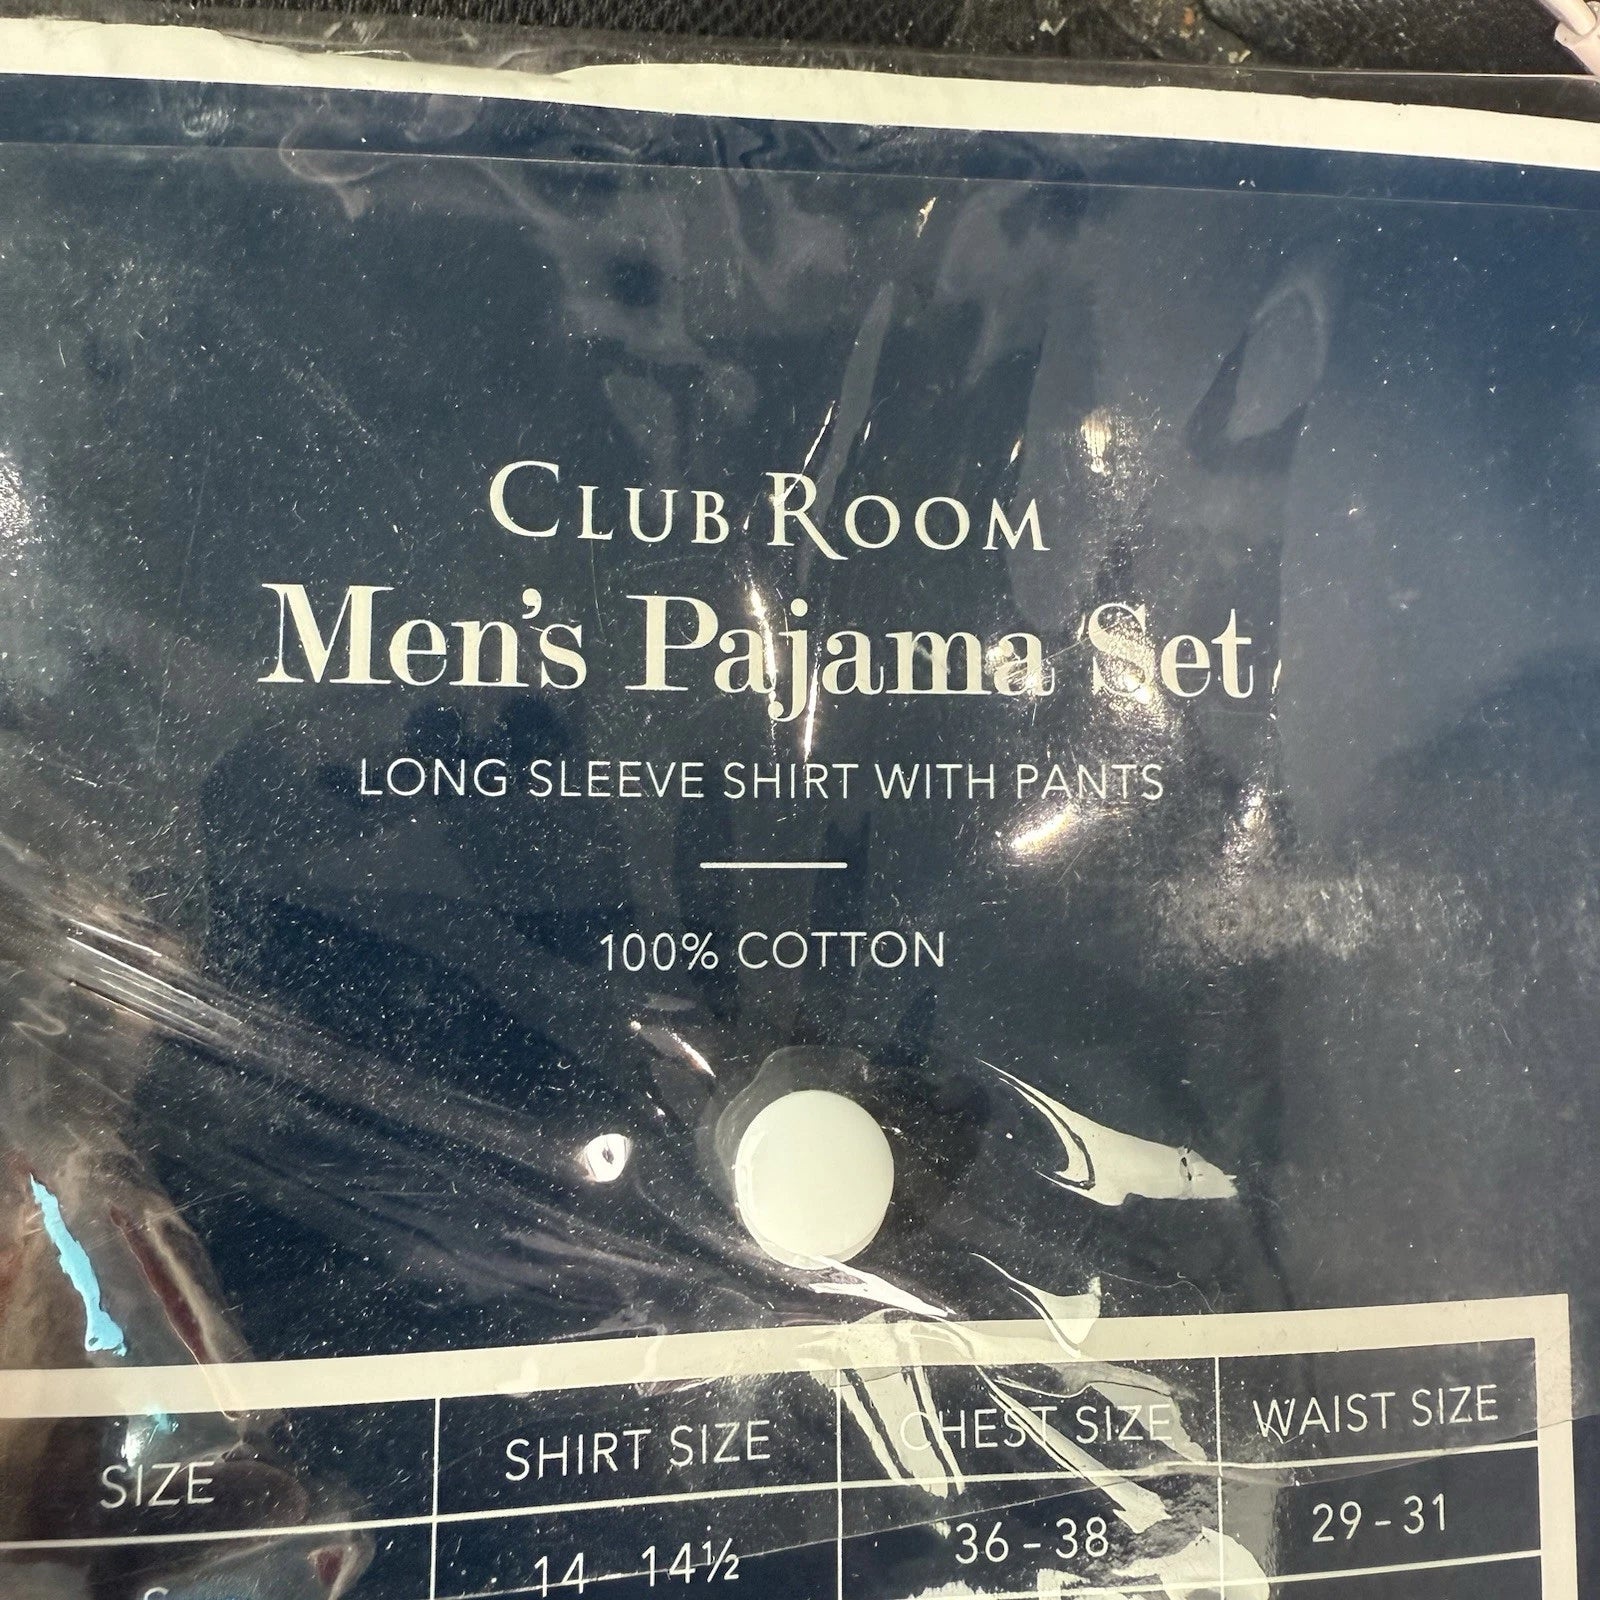 CLUB ROOM
Men's Pajama Set
LONG SLEEVE SHIRT WITH PANTS
100% COTTON
SIZE SHIRT SIZE CHEST SIZE WAIST SIZE
S 14 - 14½ 36 - 38 29 - 31